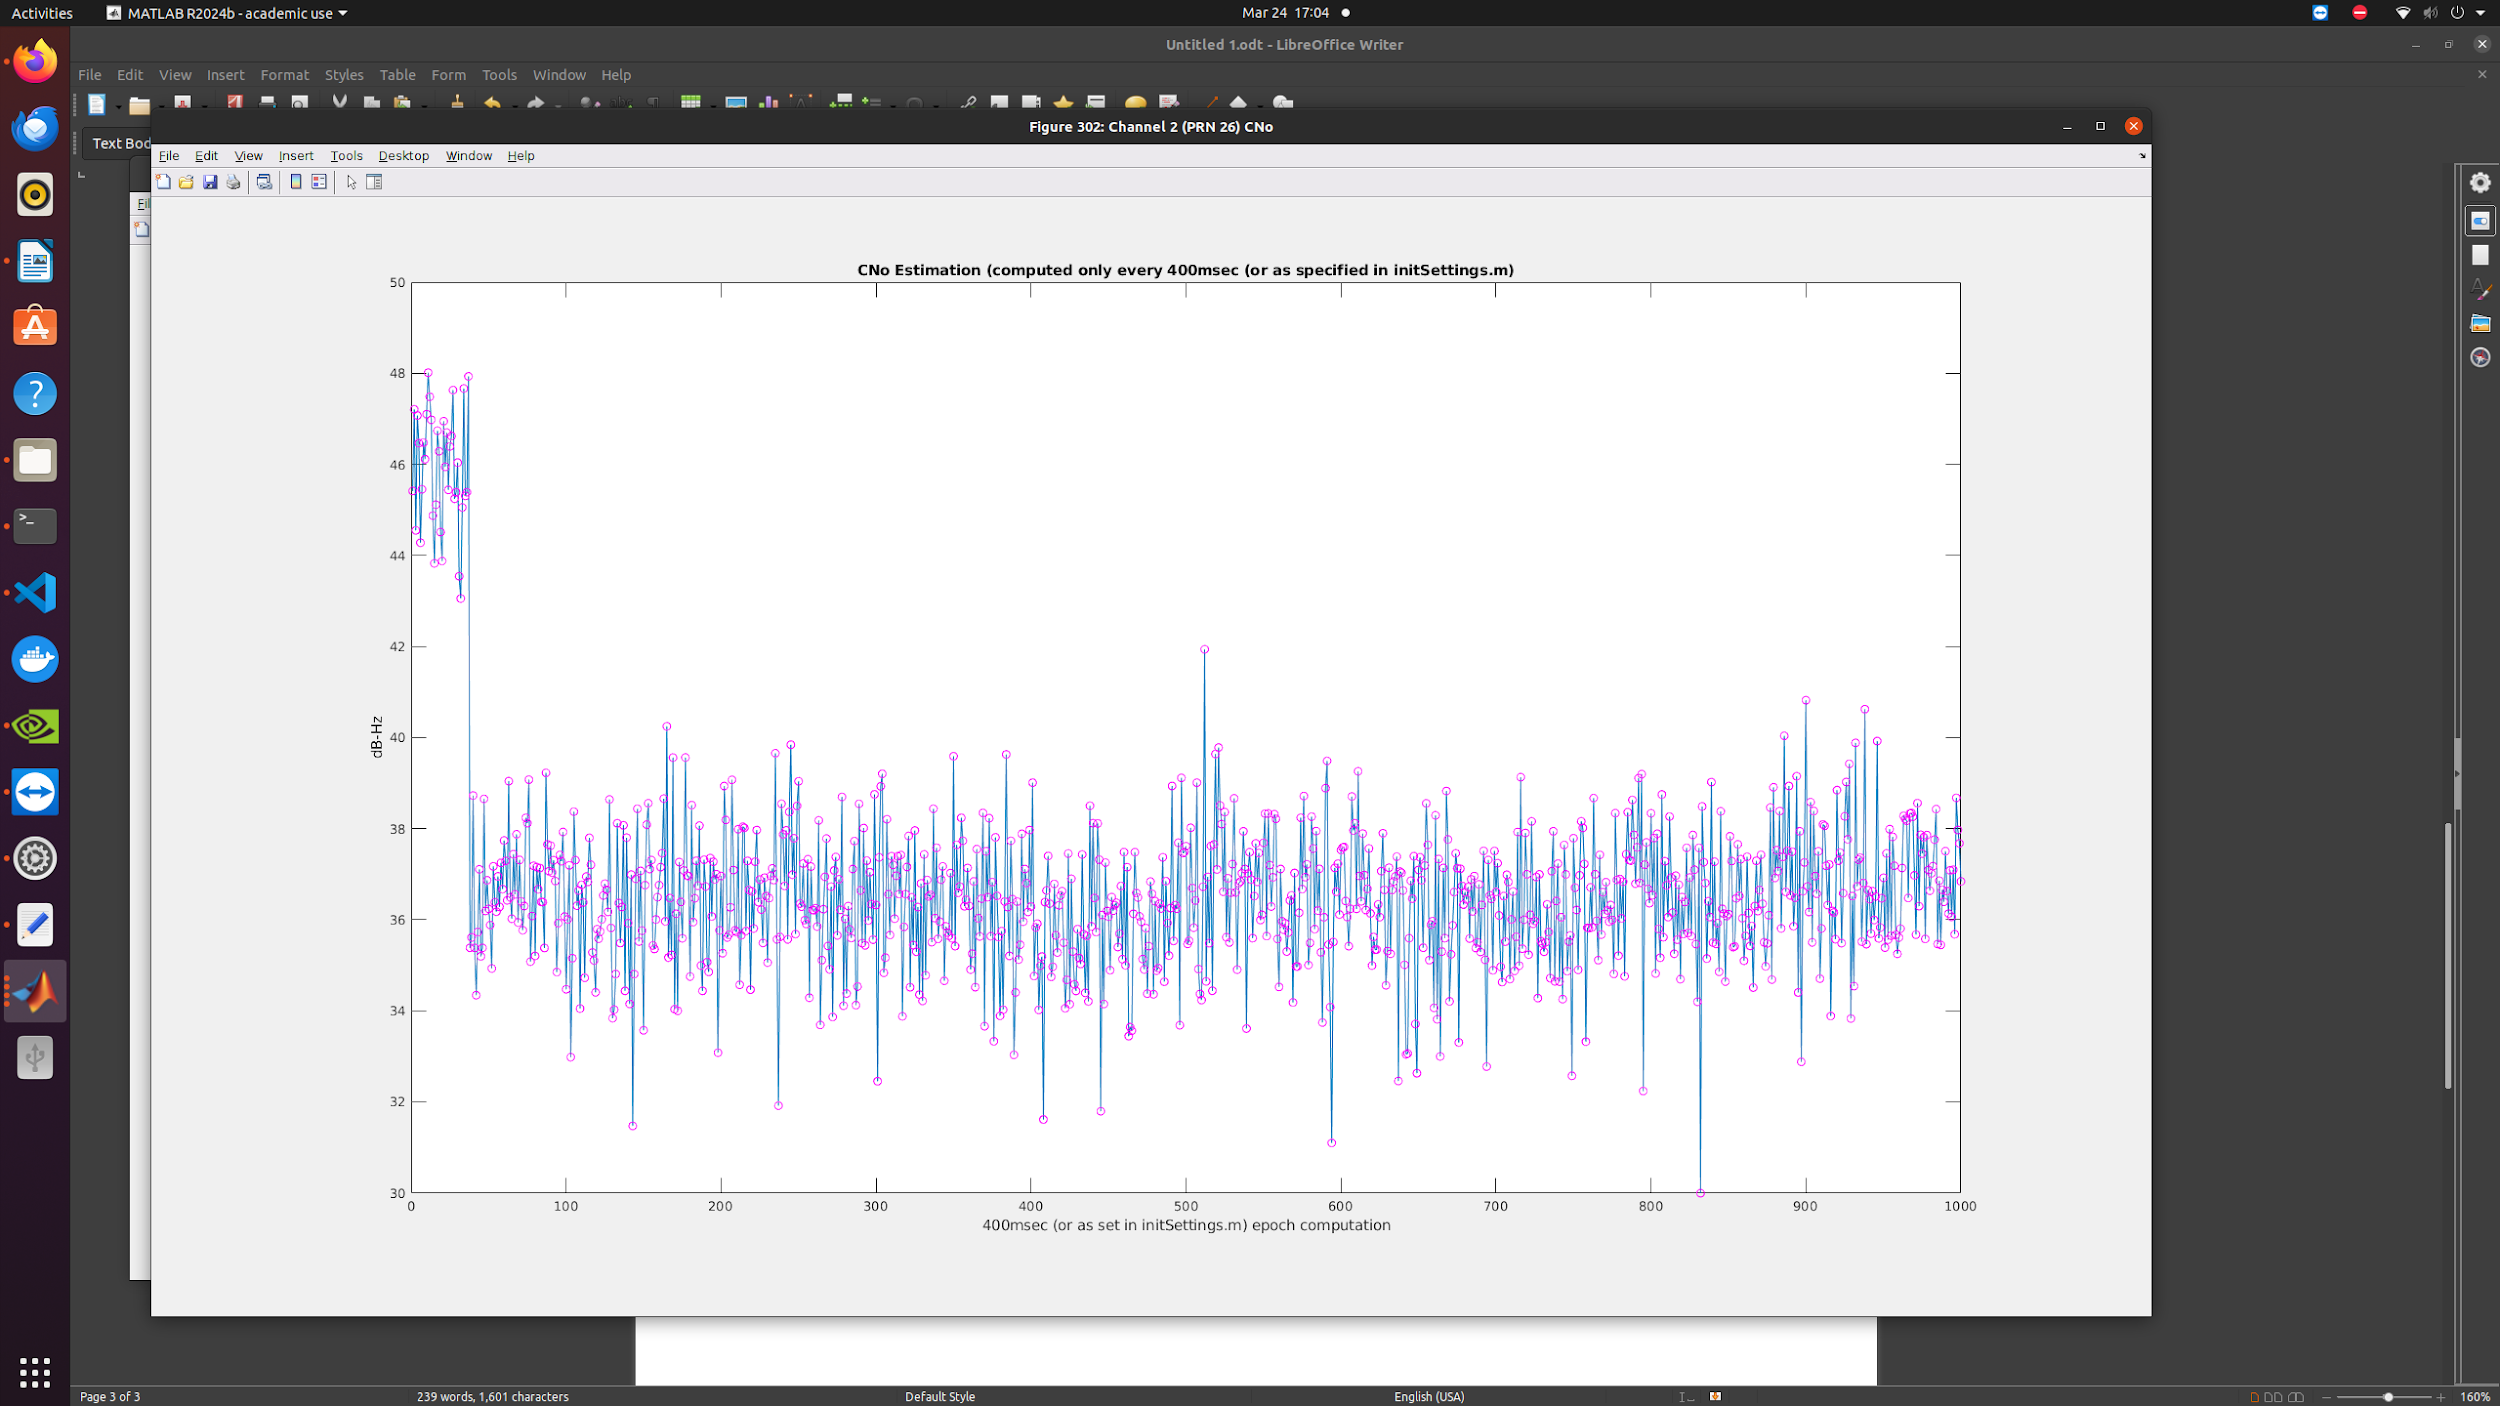 Activities MATLAB R2024b - academic use Mar 24 17:04
Untitled 1.odt - LibreOffice Writer
File Edit View Insert Format Styles Table Form Tools Window Help
Text Bod
Figure 302: Channel 2 (PRN 26) CNo
File Edit View Insert Tools Desktop Window Help
Fil
CNo Estimation (computed only every 400msec (or as specified in initSettings.m)
50
48
46
44
42
40
38
36
34
32
30
dB-Hz
0 100 200 300 400 500 600 700 800 900 1000
400msec (or as set in initSettings.m) epoch computation
Page 3 of 3 239 words, 1,601 characters Default Style English (USA) 160%